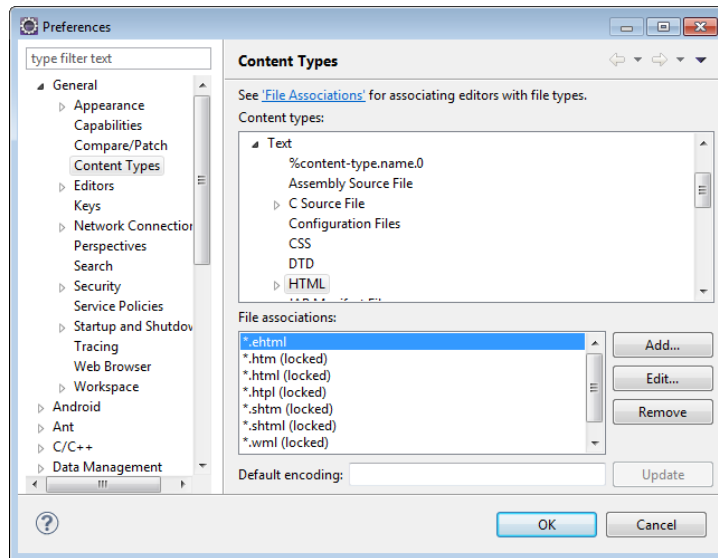 Preferences
type filter text
General
Appearance
Capabilities
Compare/Patch
Content Types
Editors
Keys
Network Connection
Perspectives
Search
Security
Service Policies
Startup and Shutdov
Tracing
Web Browser
Workspace
Android
Ant
C/C++
Data Management
Content Types
See 'File Associations' for associating editors with file types.
Content types:
Text
%content-type.name.0
Assembly Source File
C Source File
Configuration Files
CSS
DTD
HTML
File associations:
*.ehtml
*.htm (locked)
*.html (locked)
*.htpl (locked)
*.shtm (locked)
*.shtml (locked)
*.wml (locked)
Add...
Edit...
Remove
Default encoding:
Update
OK
Cancel